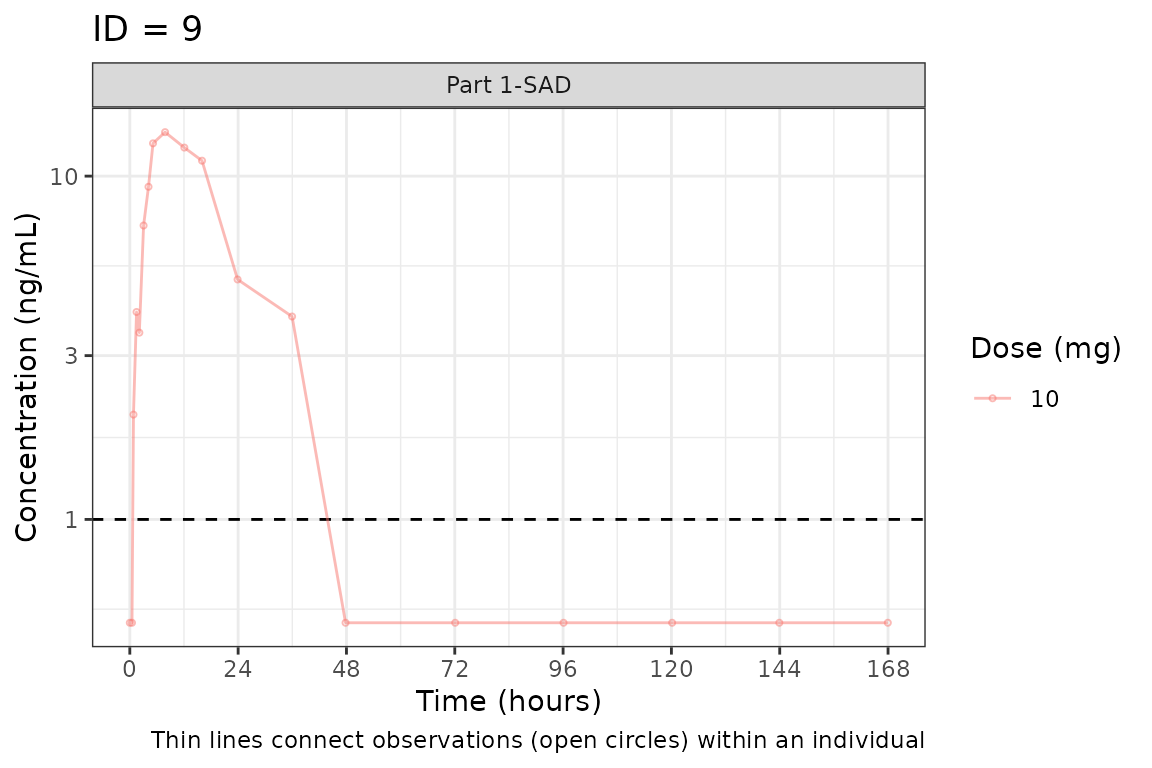 ID = 9
Part 1-SAD
Concentration (ng/mL)
10
3
1
0 24 48 72 96 120 144 168
Time (hours)
Dose (mg)
10
Thin lines connect observations (open circles) within an individual